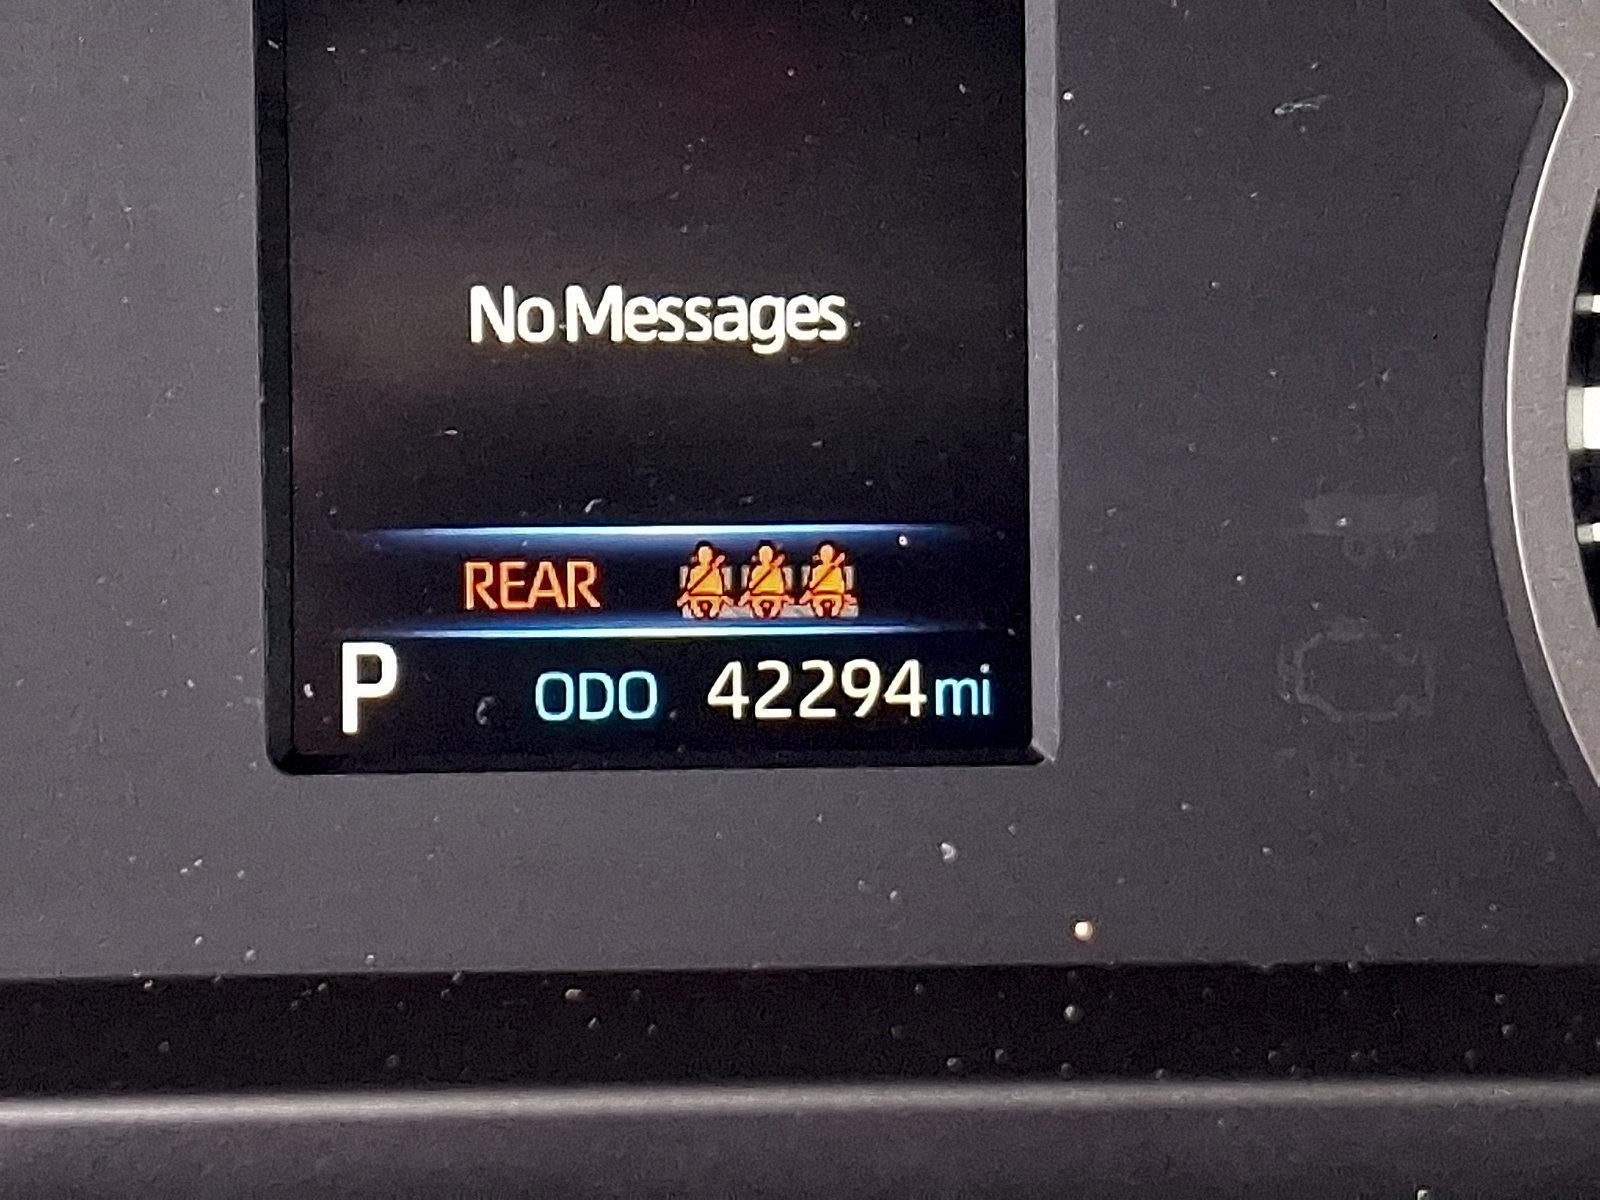 No Messages
REAR
P ODO 42294 mi